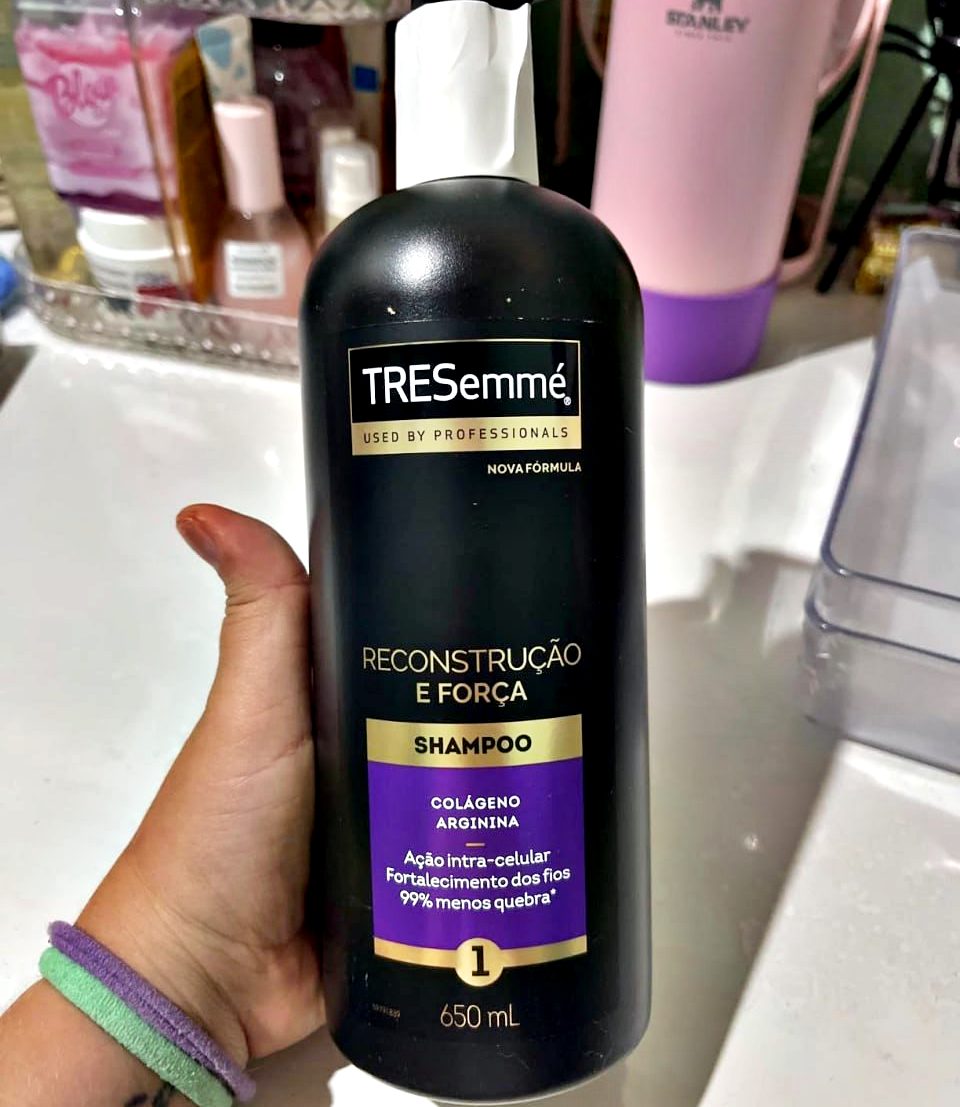 STANLEY
Bliss
TRESemmé®
USED BY PROFESSIONALS
NOVA FÓRMULA
RECONSTRUÇÃO
E FORÇA
SHAMPOO
COLÁGENO
ARGININA
Ação intra-celular
Fortalecimento dos fios
99% menos quebra*
1
650 mL